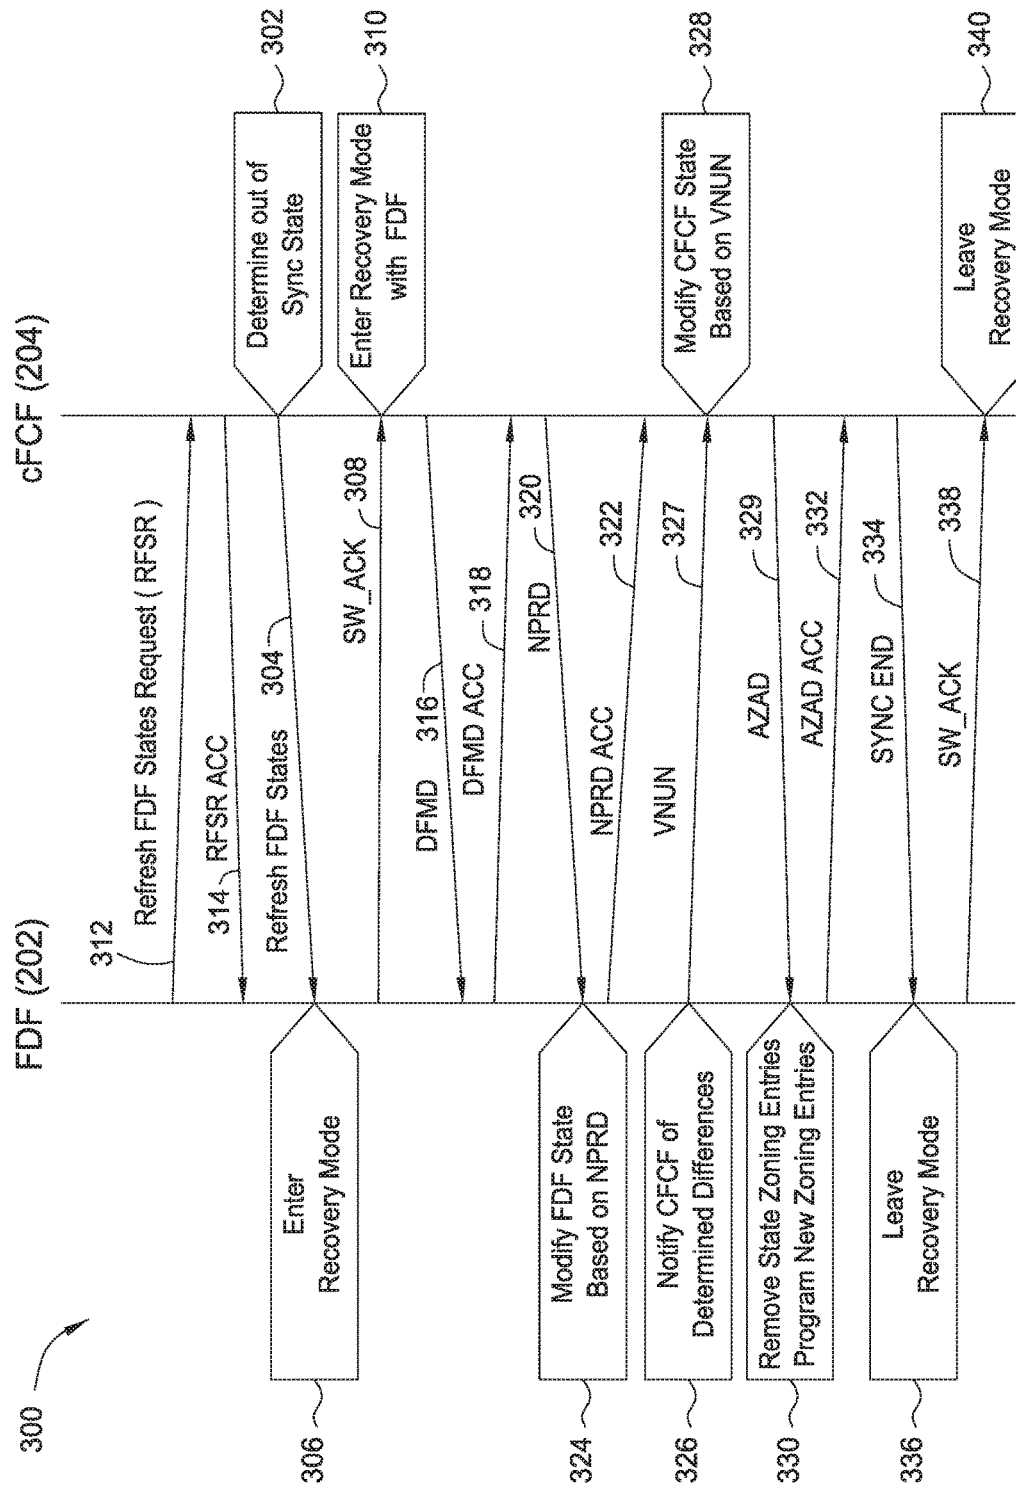 300
FDF (202)
cFCF (204)
312
Refresh FDF States Request ( RFSR )
314
RFSR ACC
Determine out of
Sync State
302
Refresh FDF States
304
Enter
Recovery Mode
306
SW_ACK
308
Enter Recovery Mode
with FDF
310
DFMD
316
DFMD ACC
318
NPRD
320
Modify FDF State
Based on NPRD
324
NPRD ACC
322
Notify CFCF of
Determined Differences
326
VNUN
327
Modify CFCF State
Based on VNUN
328
AZAD
329
Remove State Zoning Entries
Program New Zoning Entries
330
AZAD ACC
332
SYNC END
334
Leave
Recovery Mode
336
SW_ACK
338
Leave
Recovery Mode
340